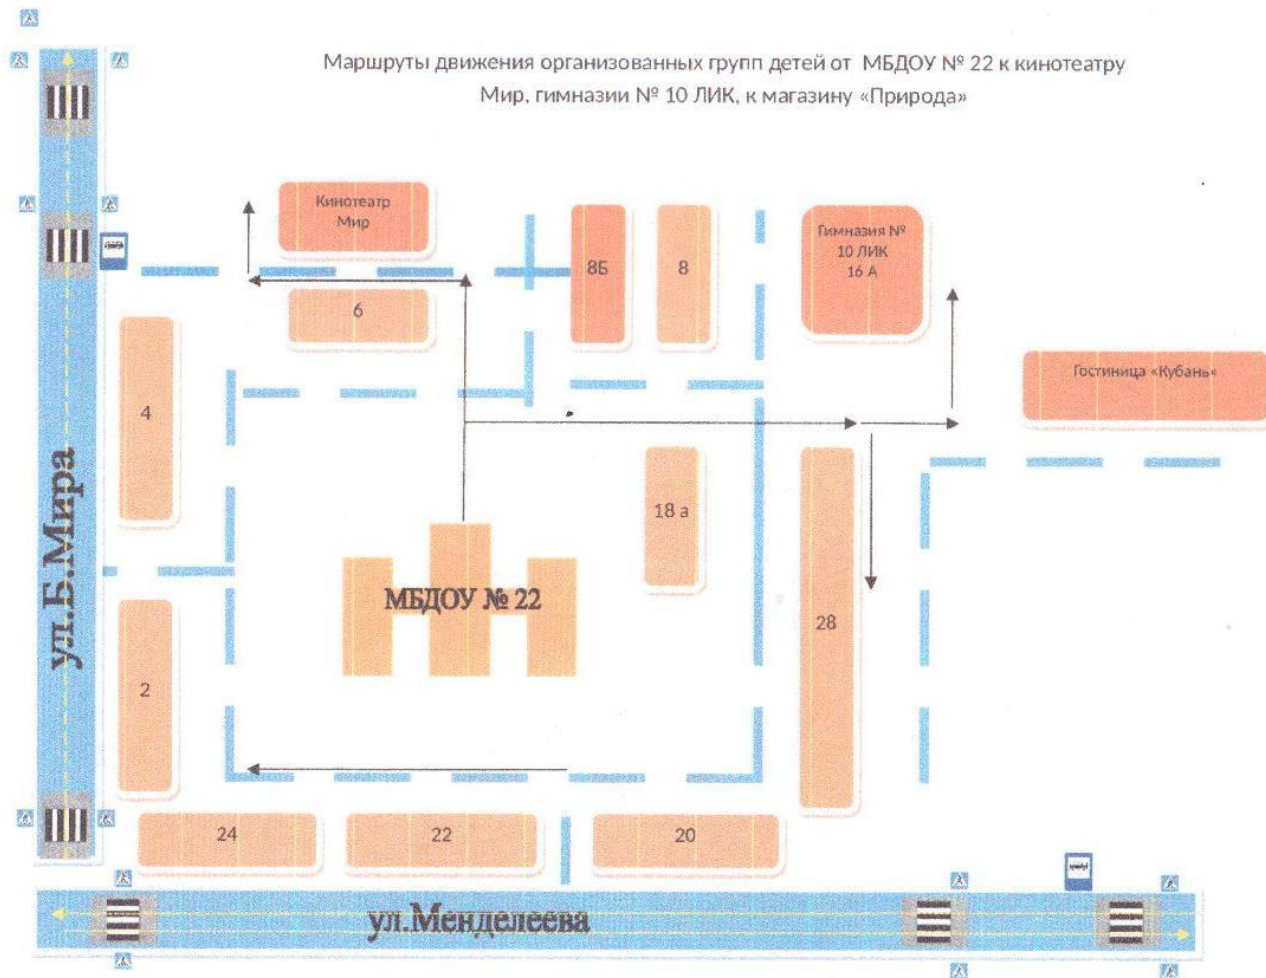 Маршруты движения организованных групп детей от МБДОУ № 22 к кинотеатру
Мир, гимназии № 10 ЛИК, к магазину «Природа»
Кинотеатр
Мир
8Б
8
Гимназия №
10 ЛИК
16 А
6
Гостиница «Кубань»
4
ул.Б.Мира
18 а
МБДОУ № 22
28
2
24
22
20
ул.Менделеева